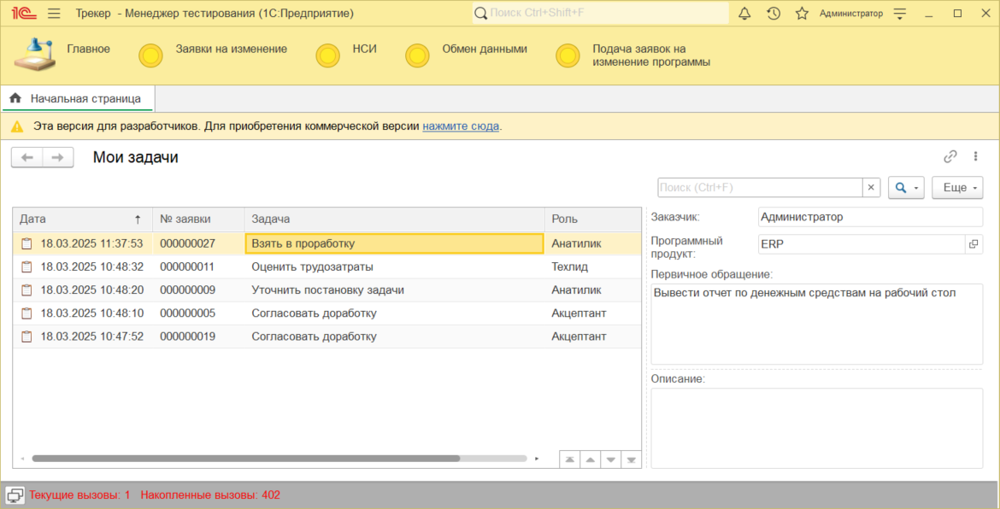 1С Трекер - Менеджер тестирования (1С:Предприятие) Поиск Ctrl+Shift+F Администратор
Главное Заявки на изменение НСИ Обмен данными Подача заявок на
изменение программы
Начальная страница
Эта версия для разработчиков. Для приобретения коммерческой версии нажмите сюда.
Мои задачи
Поиск (Ctrl+F) × Еще
Дата ↑ № заявки Задача Роль
18.03.2025 11:37:53 000000027 Взять в проработку Анатилик
18.03.2025 10:48:32 000000011 Оценить трудозатраты Техлид
18.03.2025 10:48:20 000000009 Уточнить постановку задачи Анатилик
18.03.2025 10:48:10 000000005 Согласовать доработку Акцептант
18.03.2025 10:47:52 000000019 Согласовать доработку Акцептант
Заказчик: Администратор
Программный
продукт: ERP
Первичное обращение:
Вывести отчет по денежным средствам на рабочий стол
Описание:
Текущие вызовы: 1 Накопленные вызовы: 402